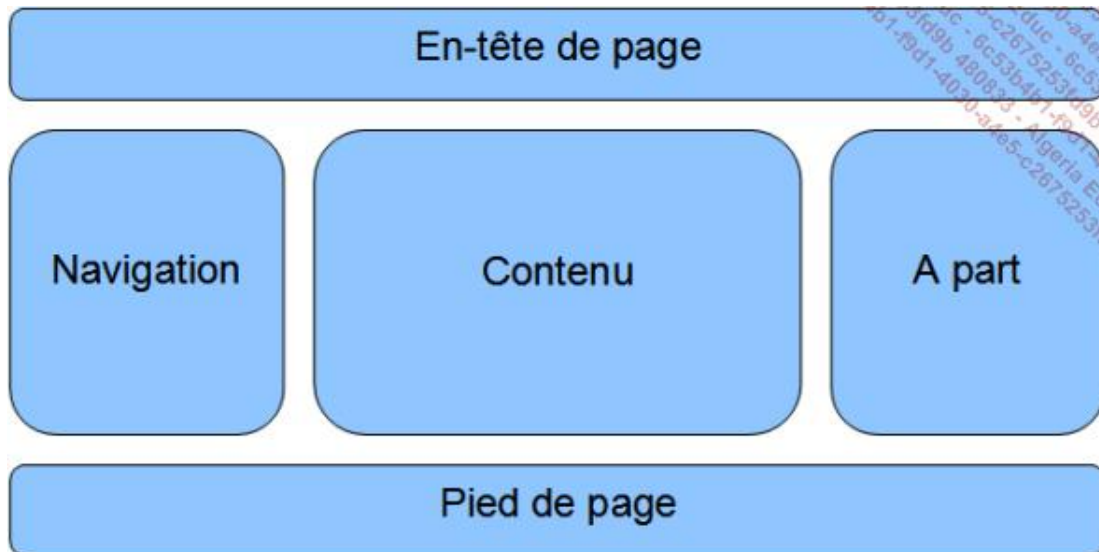 En-tête de page
Navigation
Contenu
A part
Pied de page